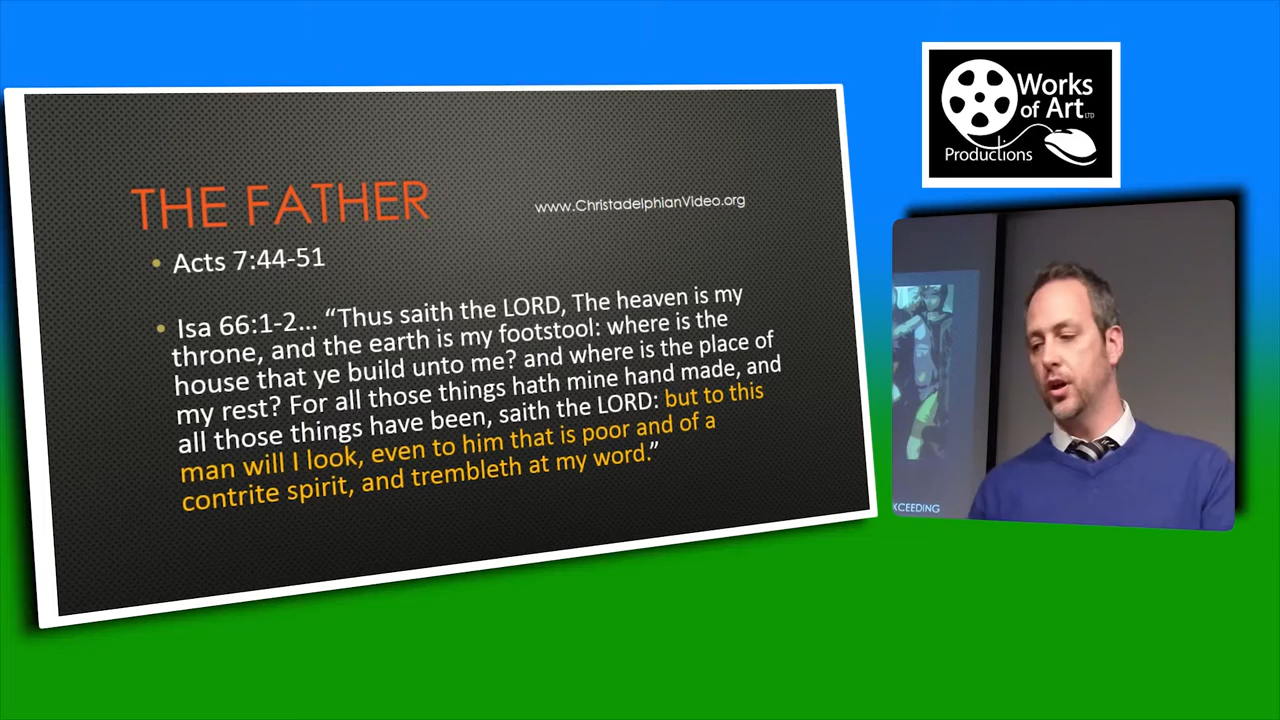 THE FATHER
www.ChristadelphianVideo.org
• Acts 7:44-51
• Isa 66:1-2... “Thus saith the LORD, The heaven is my
throne, and the earth is my footstool: where is the
house that ye build unto me? and where is the place of
my rest? For all those things hath mine hand made, and
all those things have been, saith the LORD: but to this
man will I look, even to him that is poor and of a
contrite spirit, and trembleth at my word.”
Works
of Art LTD
Productions
XCEEDING